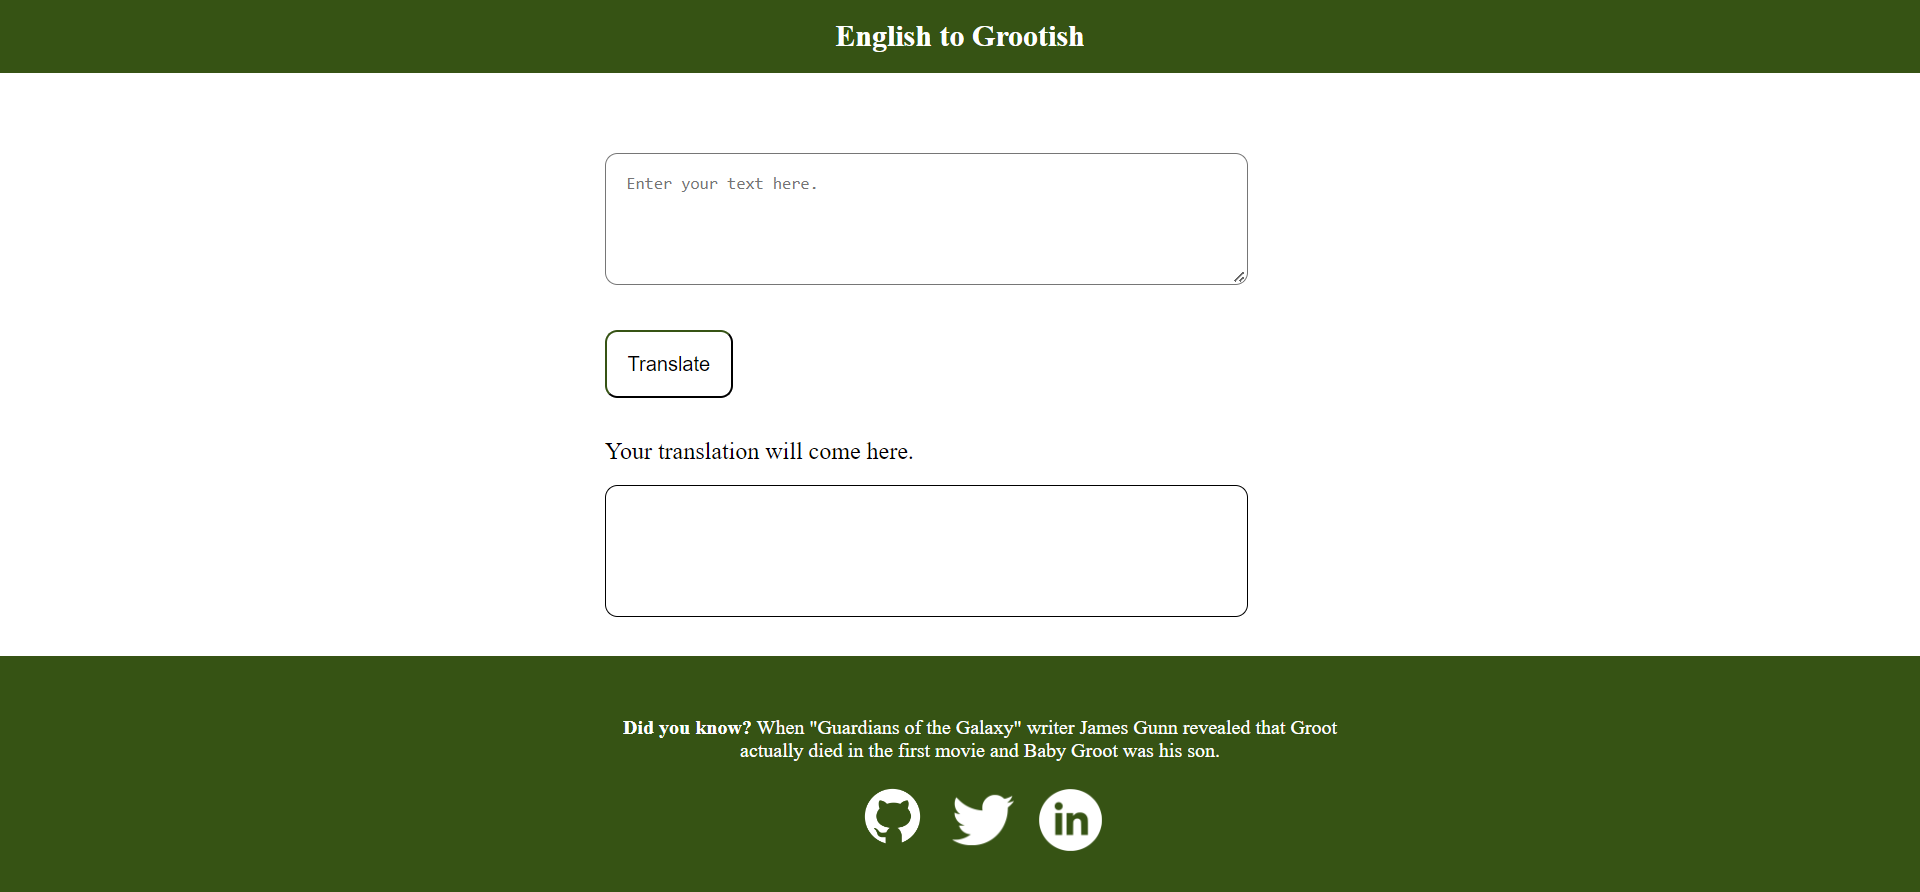 English to Grootish
Enter your text here.
Translate
Your translation will come here.
Did you know? When "Guardians of the Galaxy" writer James Gunn revealed that Groot
actually died in the first movie and Baby Groot was his son.
in